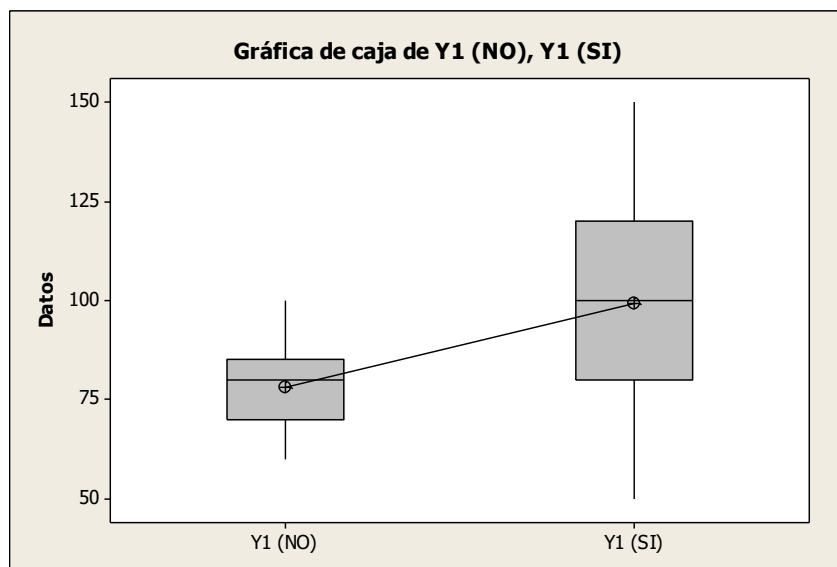 Gráfica de caja de Y1 (NO), Y1 (SI)
150
125
100
75
50
Datos
Y1 (NO)
Y1 (SI)